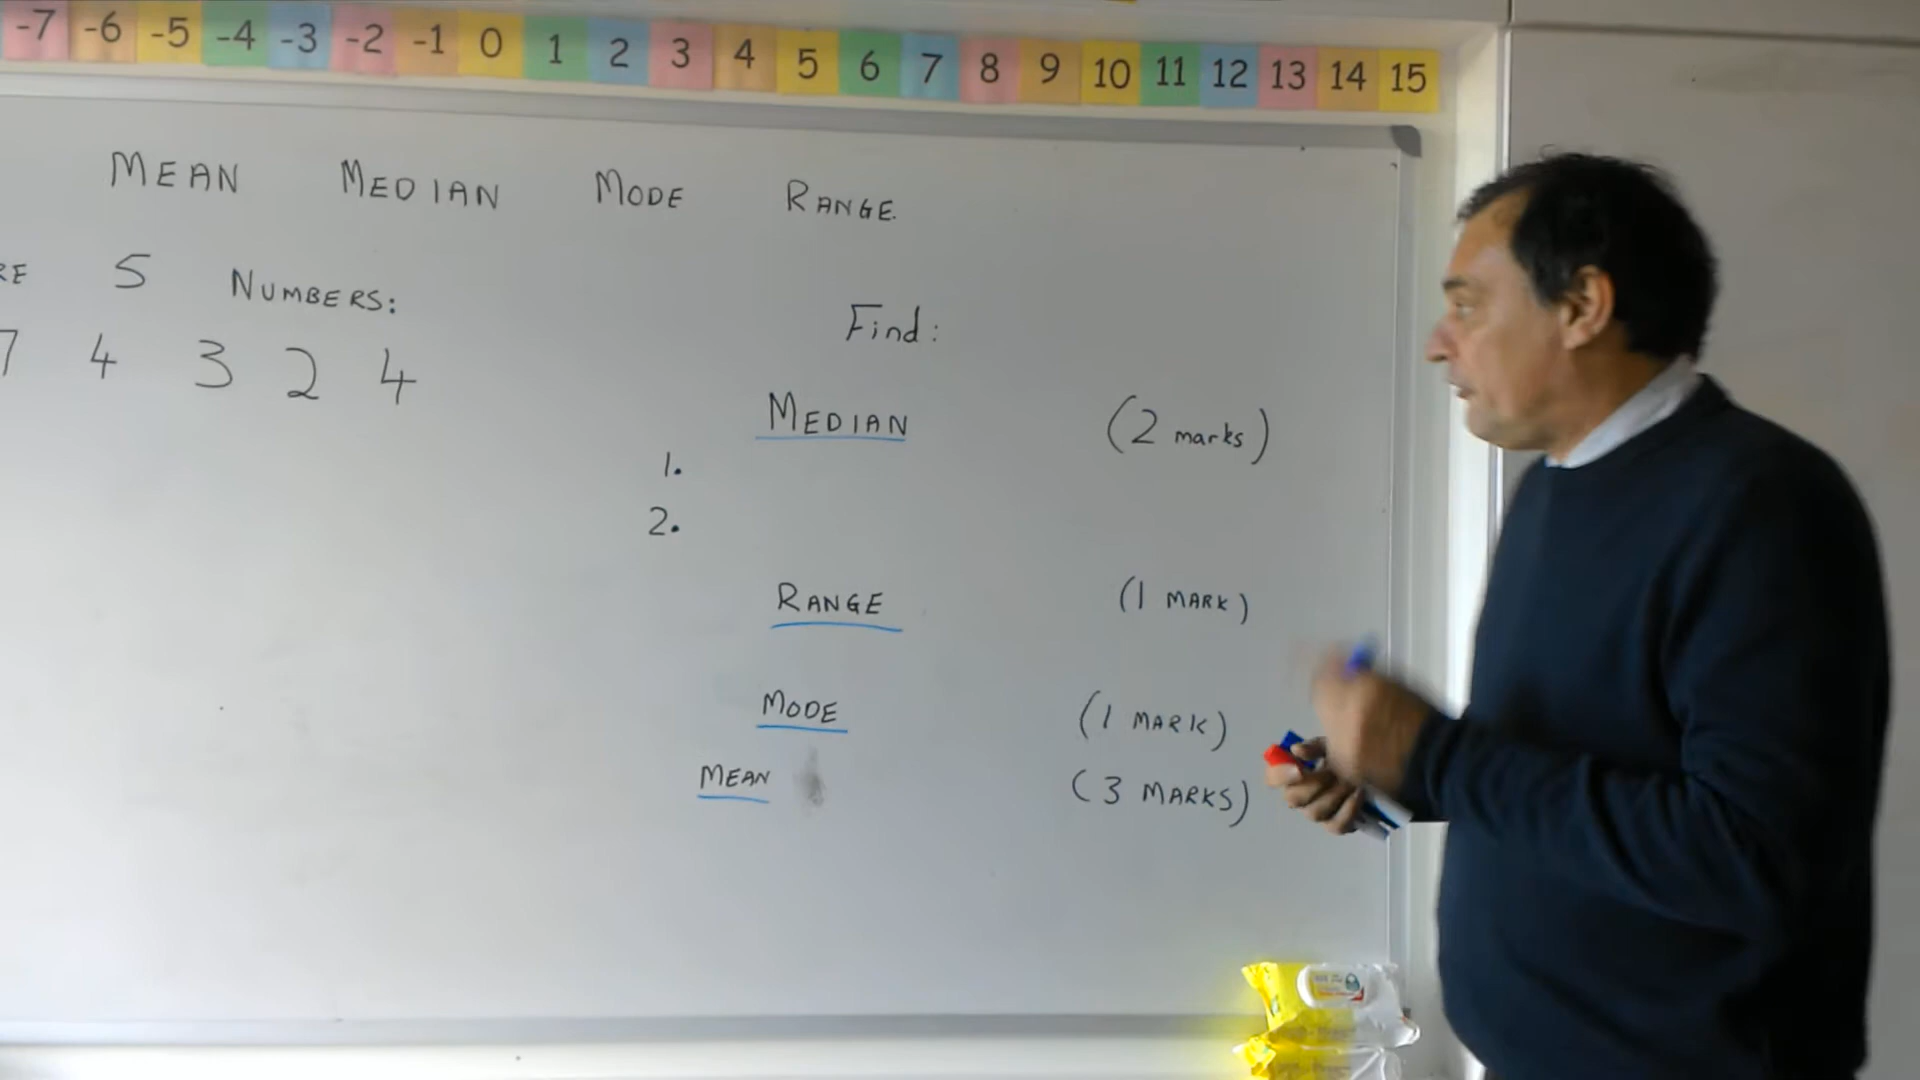 -7 -6 -5 -4 -3 -2 -1 0 1 2 3 4 5 6 7 8 9 10 11 12 13 14 15
MEAN MEDIAN MODE RANGE.
RE 5 NUMBERS:
7 4 3 2 4
Find:
MEDIAN (2 marks)
1.
2.
RANGE (1 MARK)
MODE (1 MARK)
MEAN (3 MARKS)